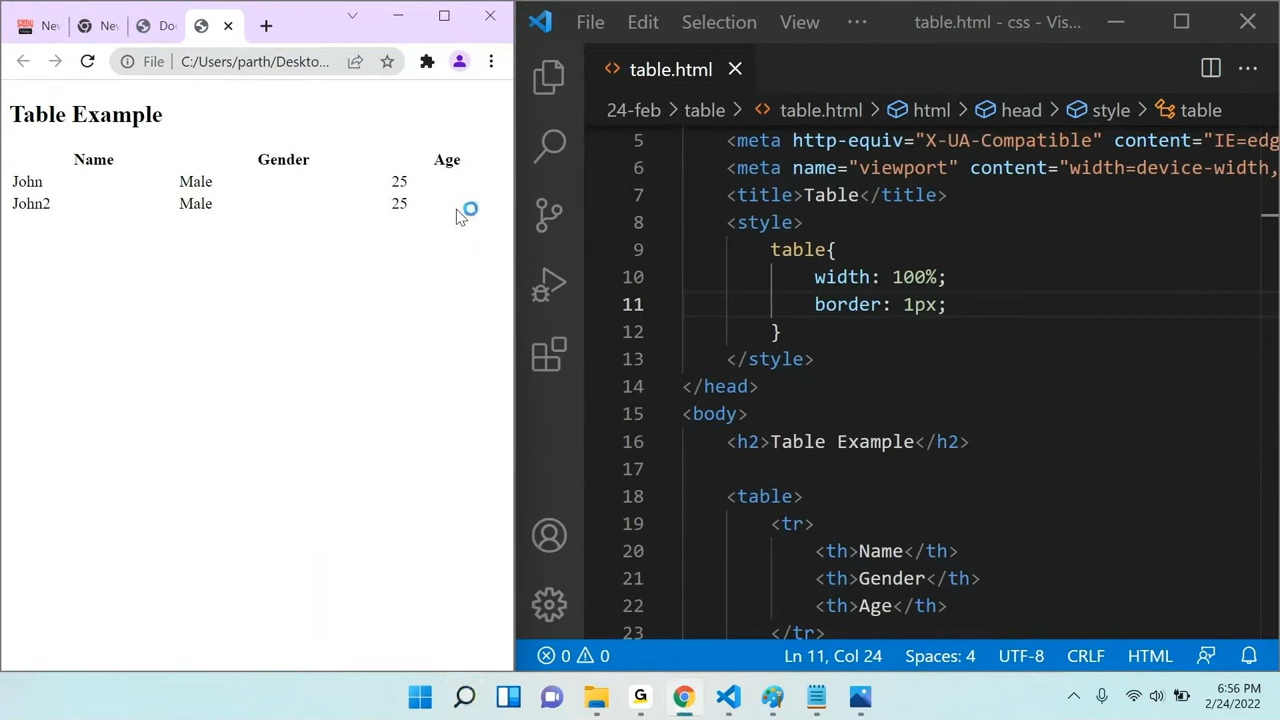 Nev
Nev
Do
File
C:/Users/parth/Deskto...
Table Example
Name Gender Age
John Male 25
John2 Male 25
File Edit Selection View ... table.html - css - Vis...
table.html
24-feb > table > table.html > html > head > style > table
5 <meta http-equiv="X-UA-Compatible" content="IE=edg
6 <meta name="viewport" content="width=device-width,
7 <title>Table</title>
8 <style>
9 table{
10 width: 100%;
11 border: 1px;
12 }
13 </style>
14 </head>
15 <body>
16 <h2>Table Example</h2>
17
18 <table>
19 <tr>
20 <th>Name</th>
21 <th>Gender</th>
22 <th>Age</th>
23 </tr>
0 0 Ln 11, Col 24 Spaces: 4 UTF-8 CRLF HTML
G
6:56 PM
2/24/2022